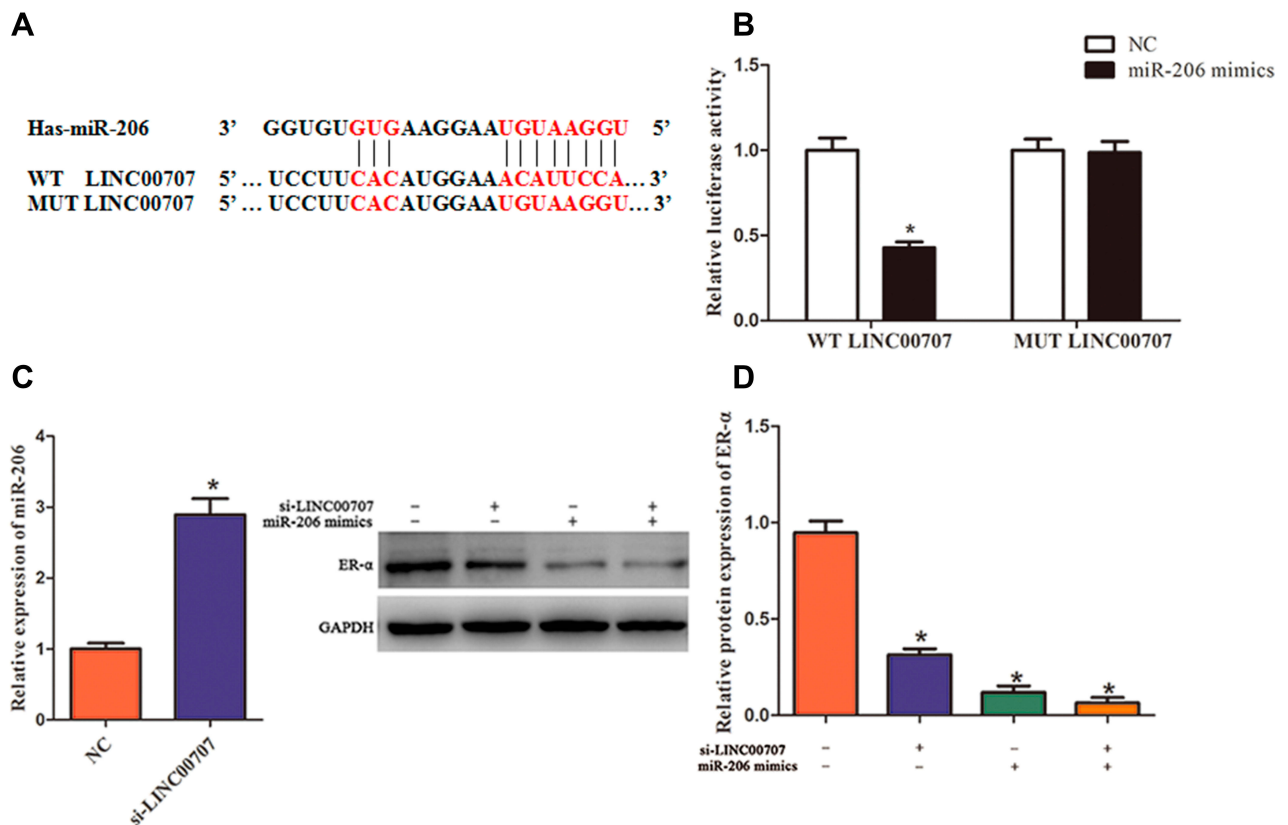 A
Has-miR-206 3’ GGUGUGUGAAGGAAUGUAAGGU 5’
WT LINC00707 5’ ... UCCUUCACAUGGAAACAUUCCA... 3’
MUT LINC00707 5’ ... UCCUUCACAUGGAAUGUAAGGU... 3’
B
NC
miR-206 mimics
Relative luciferase activity
1.5
1.0
0.5
0.0
*
WT LINC00707 MUT LINC00707
C
Relative expression of miR-206
4
3
2
1
0
*
NC
si-LINC00707
si-LINC00707 – + – +
miR-206 mimics – – + +
ER-α
GAPDH
D
Relative protein expression of ER-α
1.5
1.0
0.5
0.0
* * *
si-LINC00707 – + – +
miR-206 mimics – – + +